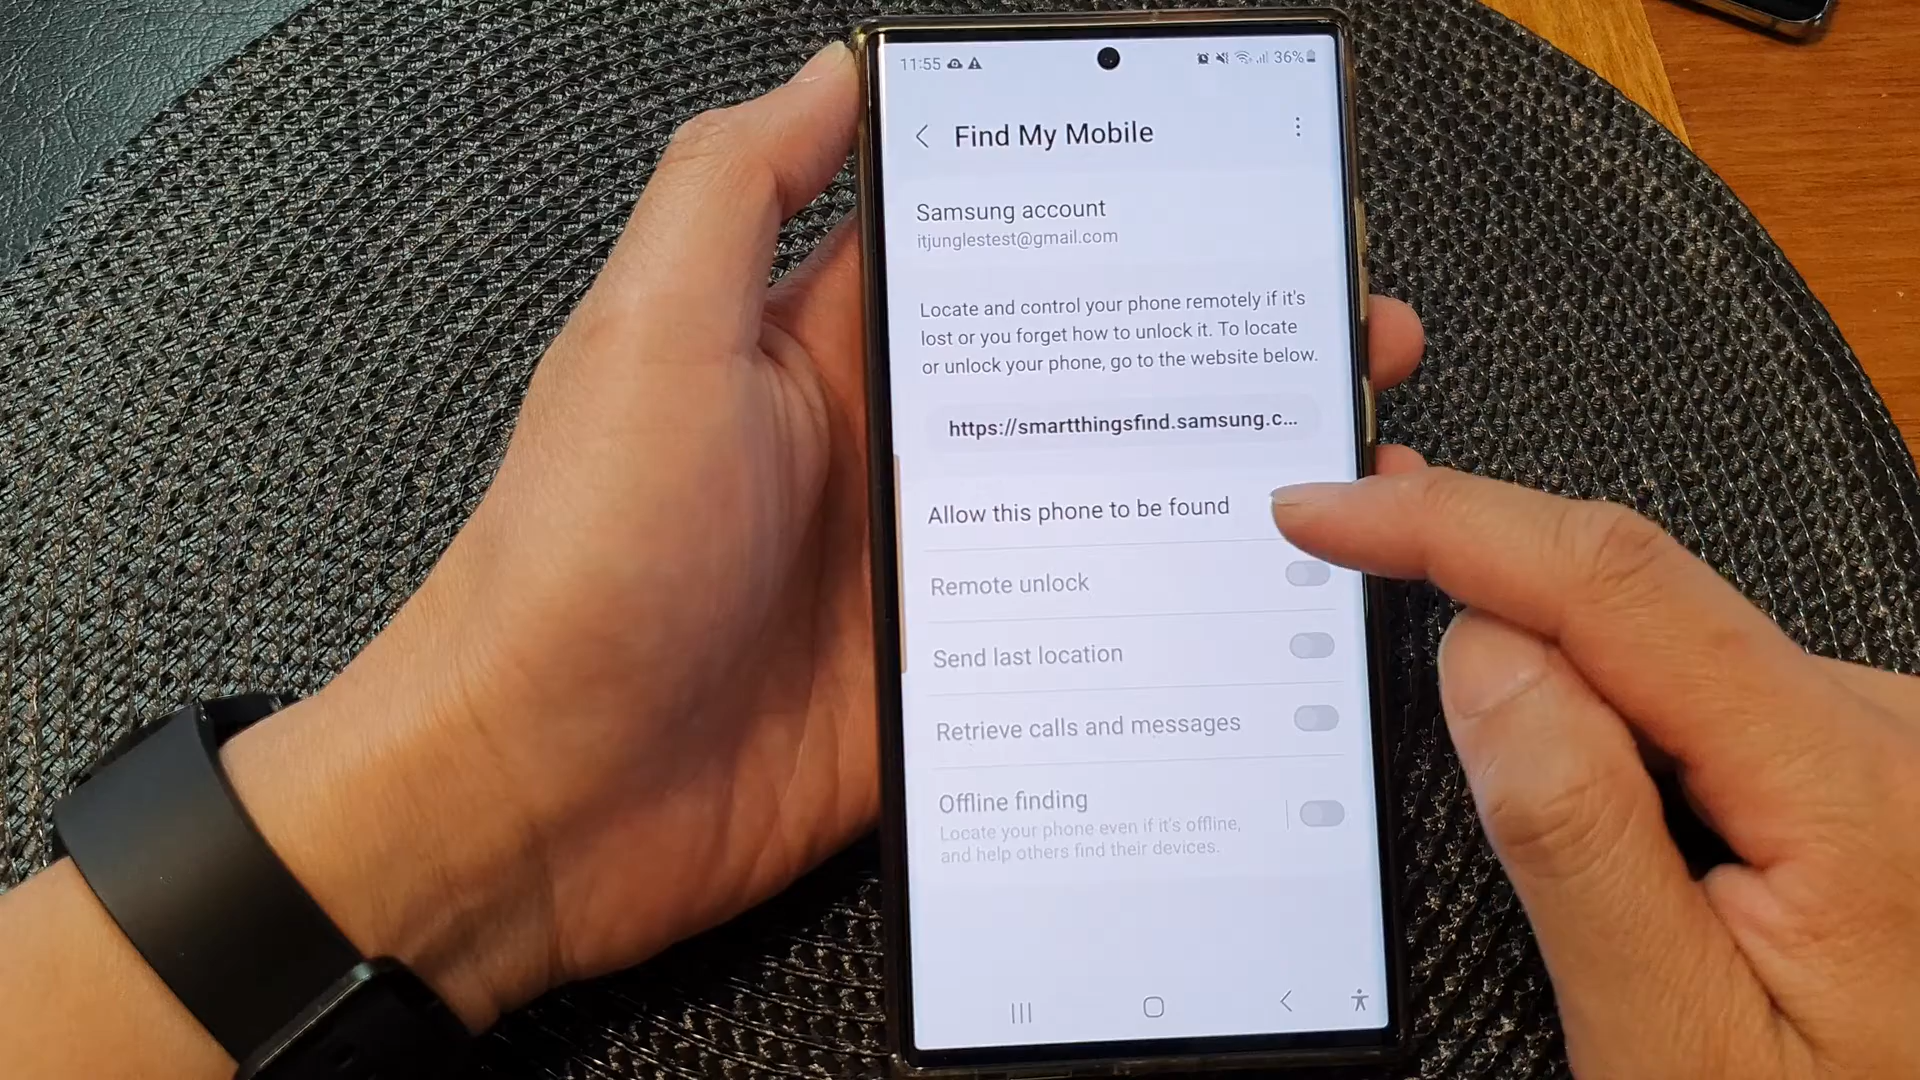 11:55
36%
Find My Mobile
Samsung account
itjunglestest@gmail.com
Locate and control your phone remotely if it's
lost or you forget how to unlock it. To locate
or unlock your phone, go to the website below.
https://smartthingsfind.samsung.c...
Allow this phone to be found
Remote unlock
Send last location
Retrieve calls and messages
Offline finding
Locate your phone even if it's offline,
and help others find their devices.